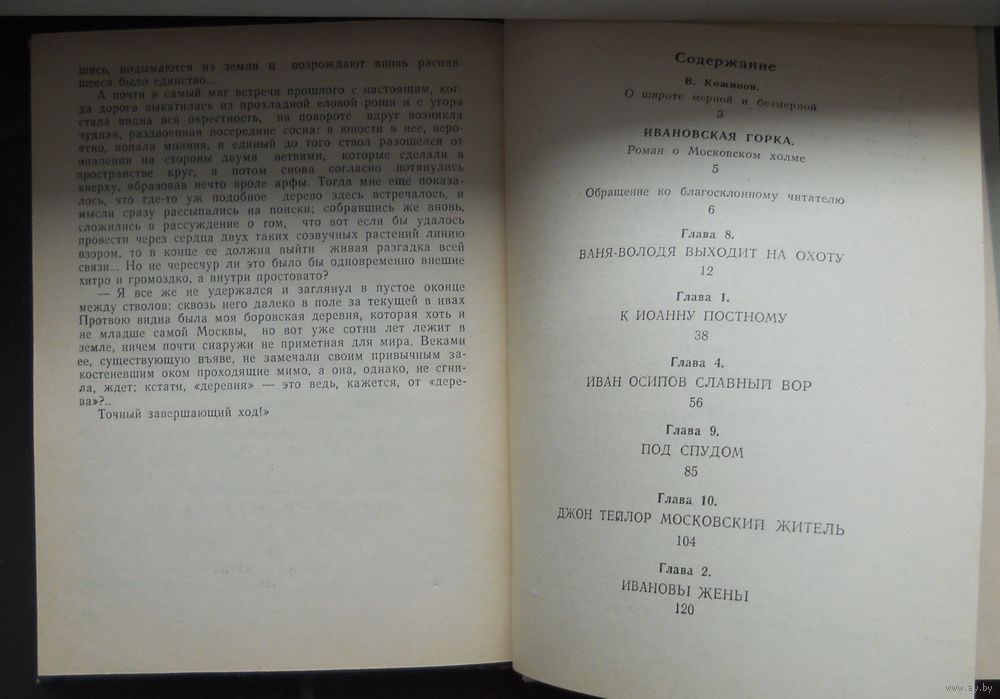 шись, подымаются из земли и возрождают вновь распав-
шееся было единство...
А почти в самый миг встречи прошлого с настоящим, ког-
да дорога выкатилась из прохладной еловой рощи и с угора
стала видна вся окрестность, на повороте вдруг возникла
чудная, раздвоенная посередине сосна: в юности в нее, веро-
ятно, попала молния, и единый до того ствол разошелся от
опаления на стороны двумя ветвями, которые сделали в
пространстве круг, а потом снова согласно потянулись
кверху, образовав нечто вроде арфы. Тогда мне еще показа-
лось, что где-то уж подобное дерево здесь встречалось, и
мысли сразу рассыпались на поиски; собравшись же вновь,
сложились в рассуждение о том, что вот если бы удалось
провести через сердца двух таких созвучных растений линию
взором, то в конце ее должна выйти живая разгадка всей
связи... Но не чересчур ли это было бы одновременно внешне
хитро и громоздко, а внутри простовато?
— Я все же не удержался и заглянул в пустое оконце
между стволов: сквозь него далеко в поле за текущей в ивах
Протвою видна была моя боровская деревня, которая хоть и
не младше самой Москвы, но вот уже сотни лет лежит в
земле, ничем почти снаружи не приметная для мира. Веками
ее, существующую въяве, не замечали своим привычным за-
костеневшим оком проходящие мимо, а она, однако, не сгни-
ла, ждет; кстати, «деревня» — это ведь, кажется, от «дере-
ва»?..
Точный завершающий ход!»
Содержание
В. Кожинов.
О широте мерной и безмерной
3
ИВАНОВСКАЯ ГОРКА.
Роман о Московском холме
5
Обращение ко благосклонному читателю
6
Глава 8.
ВАНЯ-ВОЛОДЯ ВЫХОДИТ НА ОХОТУ
12
Глава 1.
К ИОАННУ ПОСТНОМУ
38
Глава 4.
ИВАН ОСИПОВ СЛАВНЫЙ ВОР
56
Глава 9.
ПОД СПУДОМ
85
Глава 10.
ДЖОН ТЕЙЛОР МОСКОВСКИЙ ЖИТЕЛЬ
104
Глава 2.
ИВАНОВЫ ЖЕНЫ
120
www.ay.by